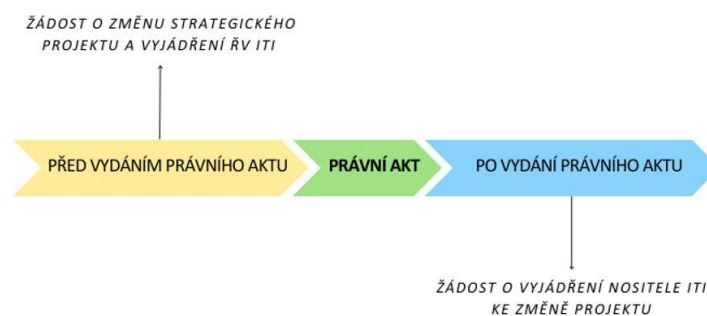 ŽÁDOST O ZMĚNU STRATEGICKÉHO
PROJEKTU A VYJÁDŘENÍ ŘV ITI
PŘED VYDÁNÍM PRÁVNÍHO AKTU
PRÁVNÍ AKT
PO VYDÁNÍ PRÁVNÍHO AKTU
ŽÁDOST O VYJÁDŘENÍ NOSITELE ITI
KE ZMĚNĚ PROJEKTU